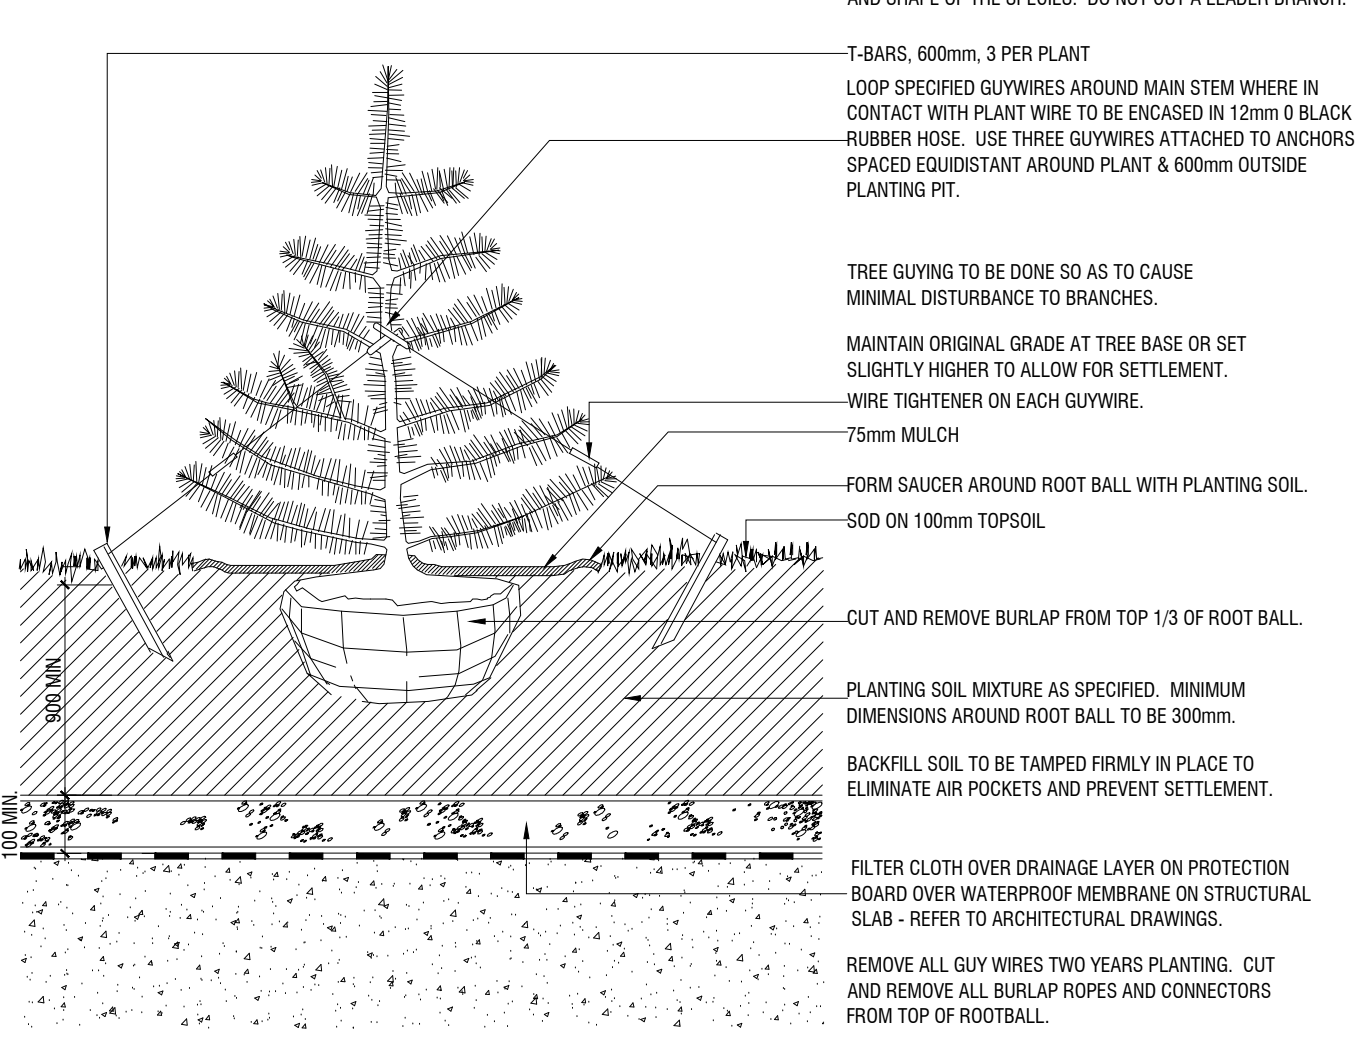 AND SHAPE OF THE SPECIES. DO NOT CUT A LEADER BRANCH.
T-BARS, 600mm, 3 PER PLANT
LOOP SPECIFIED GUYWIRES AROUND MAIN STEM WHERE IN
CONTACT WITH PLANT WIRE TO BE ENCASED IN 12mm 0 BLACK
RUBBER HOSE. USE THREE GUYWIRES ATTACHED TO ANCHORS
SPACED EQUIDISTANT AROUND PLANT & 600mm OUTSIDE
PLANTING PIT.
TREE GUYING TO BE DONE SO AS TO CAUSE
MINIMAL DISTURBANCE TO BRANCHES.
MAINTAIN ORIGINAL GRADE AT TREE BASE OR SET
SLIGHTLY HIGHER TO ALLOW FOR SETTLEMENT.
WIRE TIGHTENER ON EACH GUYWIRE.
75mm MULCH
FORM SAUCER AROUND ROOT BALL WITH PLANTING SOIL.
SOD ON 100mm TOPSOIL
CUT AND REMOVE BURLAP FROM TOP 1/3 OF ROOT BALL.
PLANTING SOIL MIXTURE AS SPECIFIED. MINIMUM
DIMENSIONS AROUND ROOT BALL TO BE 300mm.
BACKFILL SOIL TO BE TAMPED FIRMLY IN PLACE TO
ELIMINATE AIR POCKETS AND PREVENT SETTLEMENT.
FILTER CLOTH OVER DRAINAGE LAYER ON PROTECTION
BOARD OVER WATERPROOF MEMBRANE ON STRUCTURAL
SLAB - REFER TO ARCHITECTURAL DRAWINGS.
REMOVE ALL GUY WIRES TWO YEARS PLANTING. CUT
AND REMOVE ALL BURLAP ROPES AND CONNECTORS
FROM TOP OF ROOTBALL.
900 MIN
100 MIN.